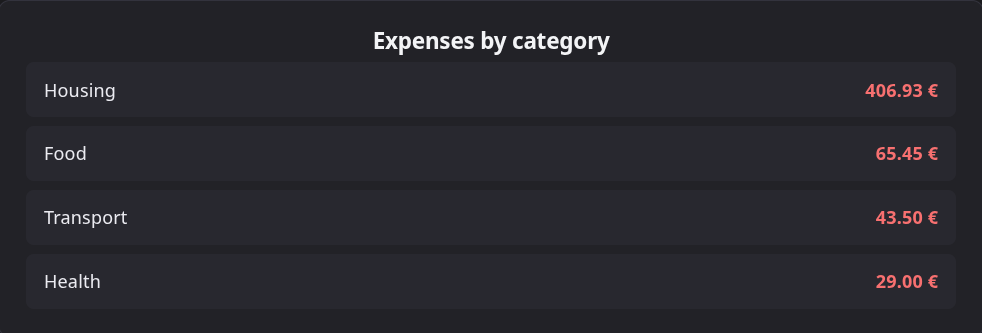 Expenses by category
Housing 406.93 €
Food 65.45 €
Transport 43.50 €
Health 29.00 €